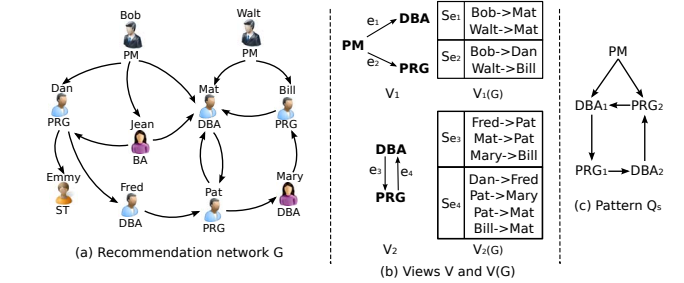 Bob
PM
Walt
PM
Dan
PRG
Mat
DBA
Bill
PRG
Jean
BA
Emmy
ST
Fred
DBA
Pat
PRG
Mary
DBA
(a) Recommendation network G
PM
e1
DBA
e2
PRG
V1
Se1
Bob->Mat
Walt->Mat
Se2
Bob->Dan
Walt->Bill
V1(G)
DBA
e3
e4
PRG
V2
Se3
Fred->Pat
Mat->Pat
Mary->Bill
Se4
Dan->Fred
Pat->Mary
Pat->Mat
Bill->Mat
V2(G)
(b) Views V and V(G)
PM
DBA1
PRG2
PRG1
DBA2
(c) Pattern Qs